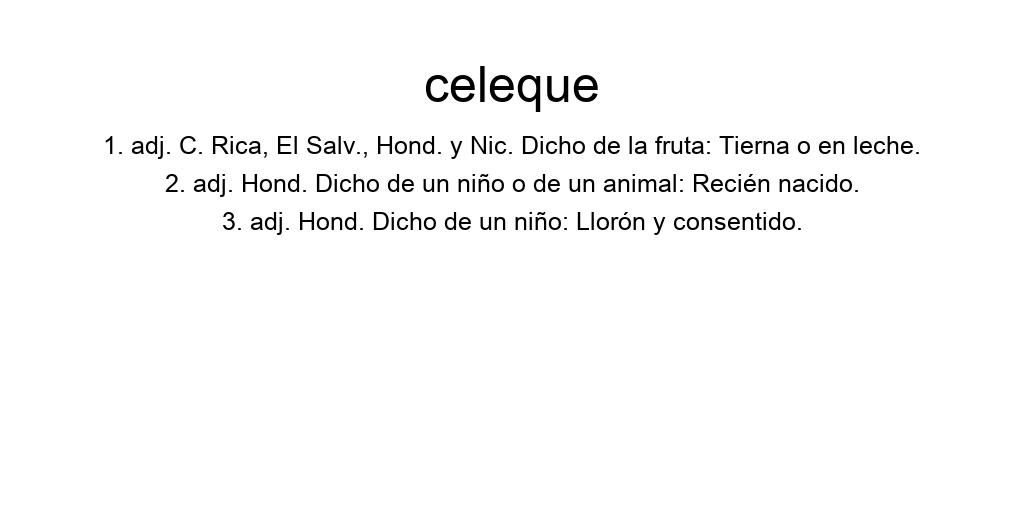 celeque
1. adj. C. Rica, El Salv., Hond. y Nic. Dicho de la fruta: Tierna o en leche.
2. adj. Hond. Dicho de un niño o de un animal: Recién nacido.
3. adj. Hond. Dicho de un niño: Llorón y consentido.